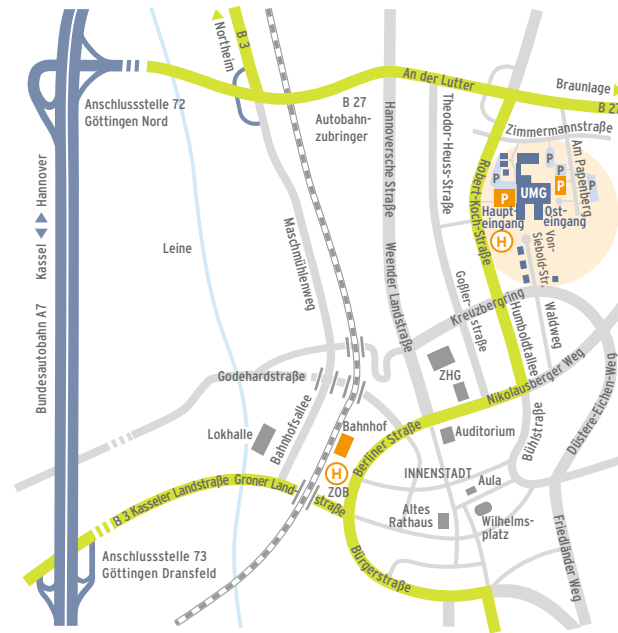 B 3
Northeim
An der Lutter
Braunlage
B 27
Anschlussstelle 72
Göttingen Nord
B 27
Autobahn-
zubringer
Hannoversche Straße
Theodor-Heuss-Straße
Zimmermannstraße
Am Papenberg
P
P
P
P
P
P
UMG
Robert-Koch-Straße
Haupt-
eingang
Ost-
eingang
H
Von-
Siebold-Str.
Hannover
Kassel
Bundesautobahn A7
Leine
Maschmühlenweg
Weender Landstraße
Goßler-
straße
Humboldtallee
Waldweg
Kreuzbergring
Godehardstraße
ZHG
Nikolausberger Weg
Düstere-Eichen-Weg
Lokhalle
Bahnhofsallee
Bahnhof
Berliner Straße
Auditorium
Bühlstraße
H
ZOB
INNENSTADT
Aula
B 3 Kasseler Landstraße
Groner Land-
straße
Altes
Rathaus
Wilhelms-
platz
Friedländer Weg
Anschlussstelle 73
Göttingen Dransfeld
Bürgerstraße